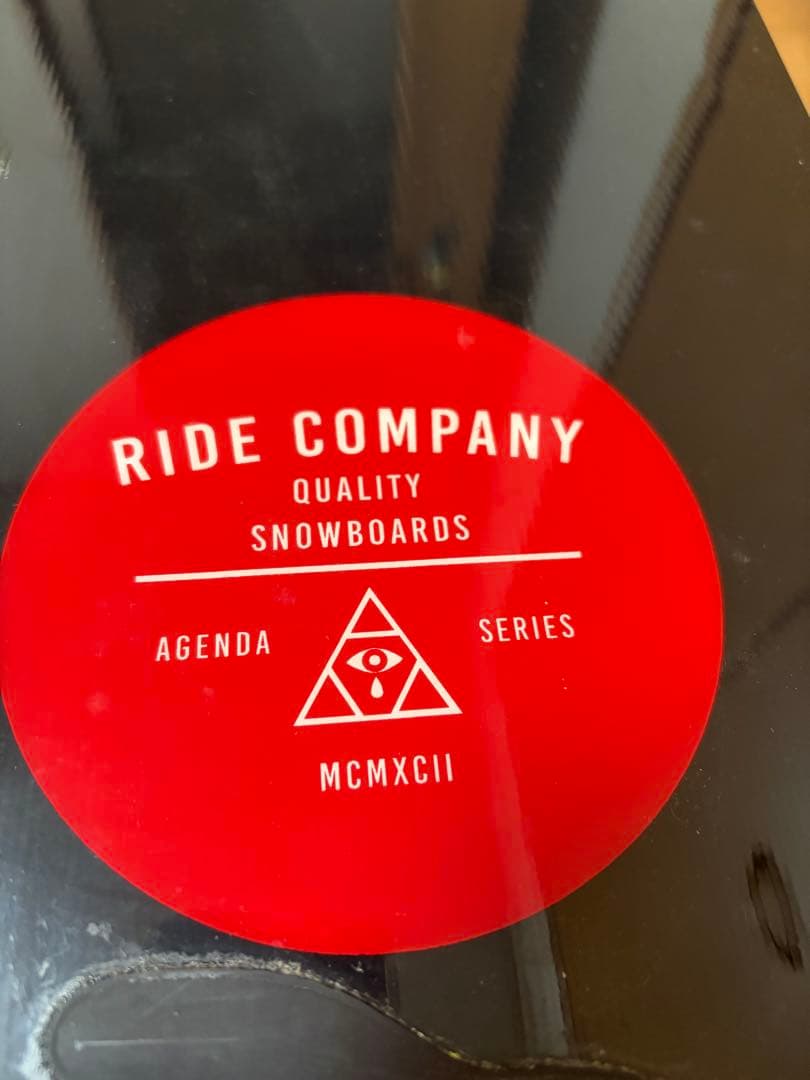 RIDE COMPANY
QUALITY
SNOWBOARDS
AGENDA SERIES
MCMXCII